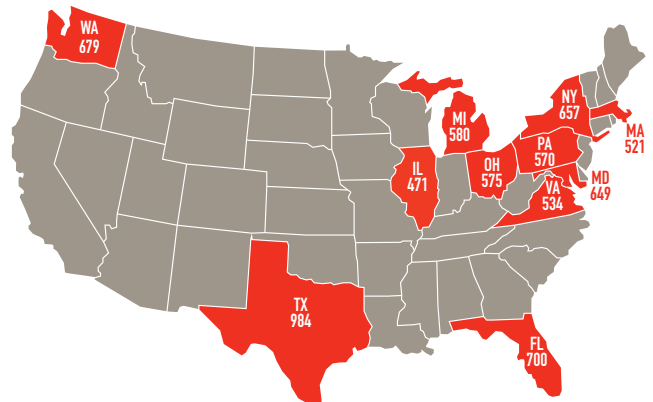 WA
679
NY
657
MI
580
MA
521
PA
570
IL
471
OH
575
MD
649
VA
534
TX
984
FL
700